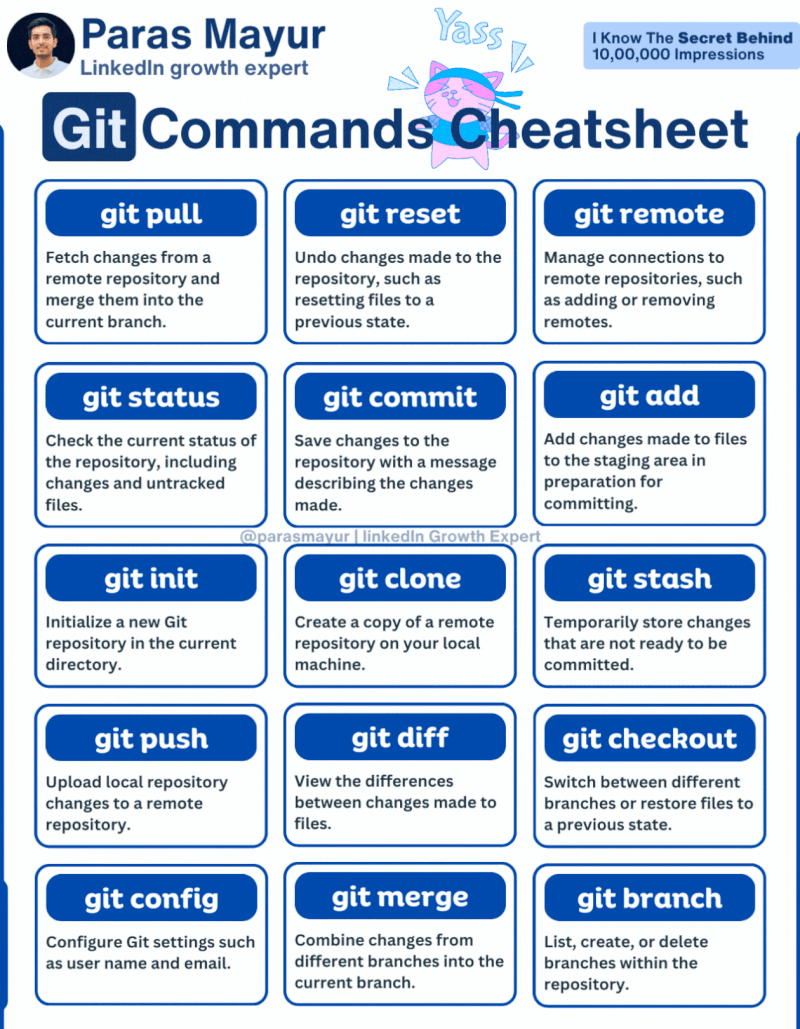 Paras Mayur
LinkedIn growth expert
Yass
I Know The Secret Behind
10,00,000 Impressions
Git Commands Cheatsheet
git pull
Fetch changes from a
remote repository and
merge them into the
current branch.
git reset
Undo changes made to the
repository, such as
resetting files to a
previous state.
git remote
Manage connections to
remote repositories, such
as adding or removing
remotes.
git status
Check the current status of
the repository, including
changes and untracked
files.
git commit
Save changes to the
repository with a message
describing the changes
made.
git add
Add changes made to files
to the staging area in
preparation for
committing.
@parasmayur | linkedIn Growth Expert
git init
Initialize a new Git
repository in the current
directory.
git clone
Create a copy of a remote
repository on your local
machine.
git stash
Temporarily store changes
that are not ready to be
committed.
git push
Upload local repository
changes to a remote
repository.
git diff
View the differences
between changes made to
files.
git checkout
Switch between different
branches or restore files to
a previous state.
git config
Configure Git settings such
as user name and email.
git merge
Combine changes from
different branches into the
current branch.
git branch
List, create, or delete
branches within the
repository.